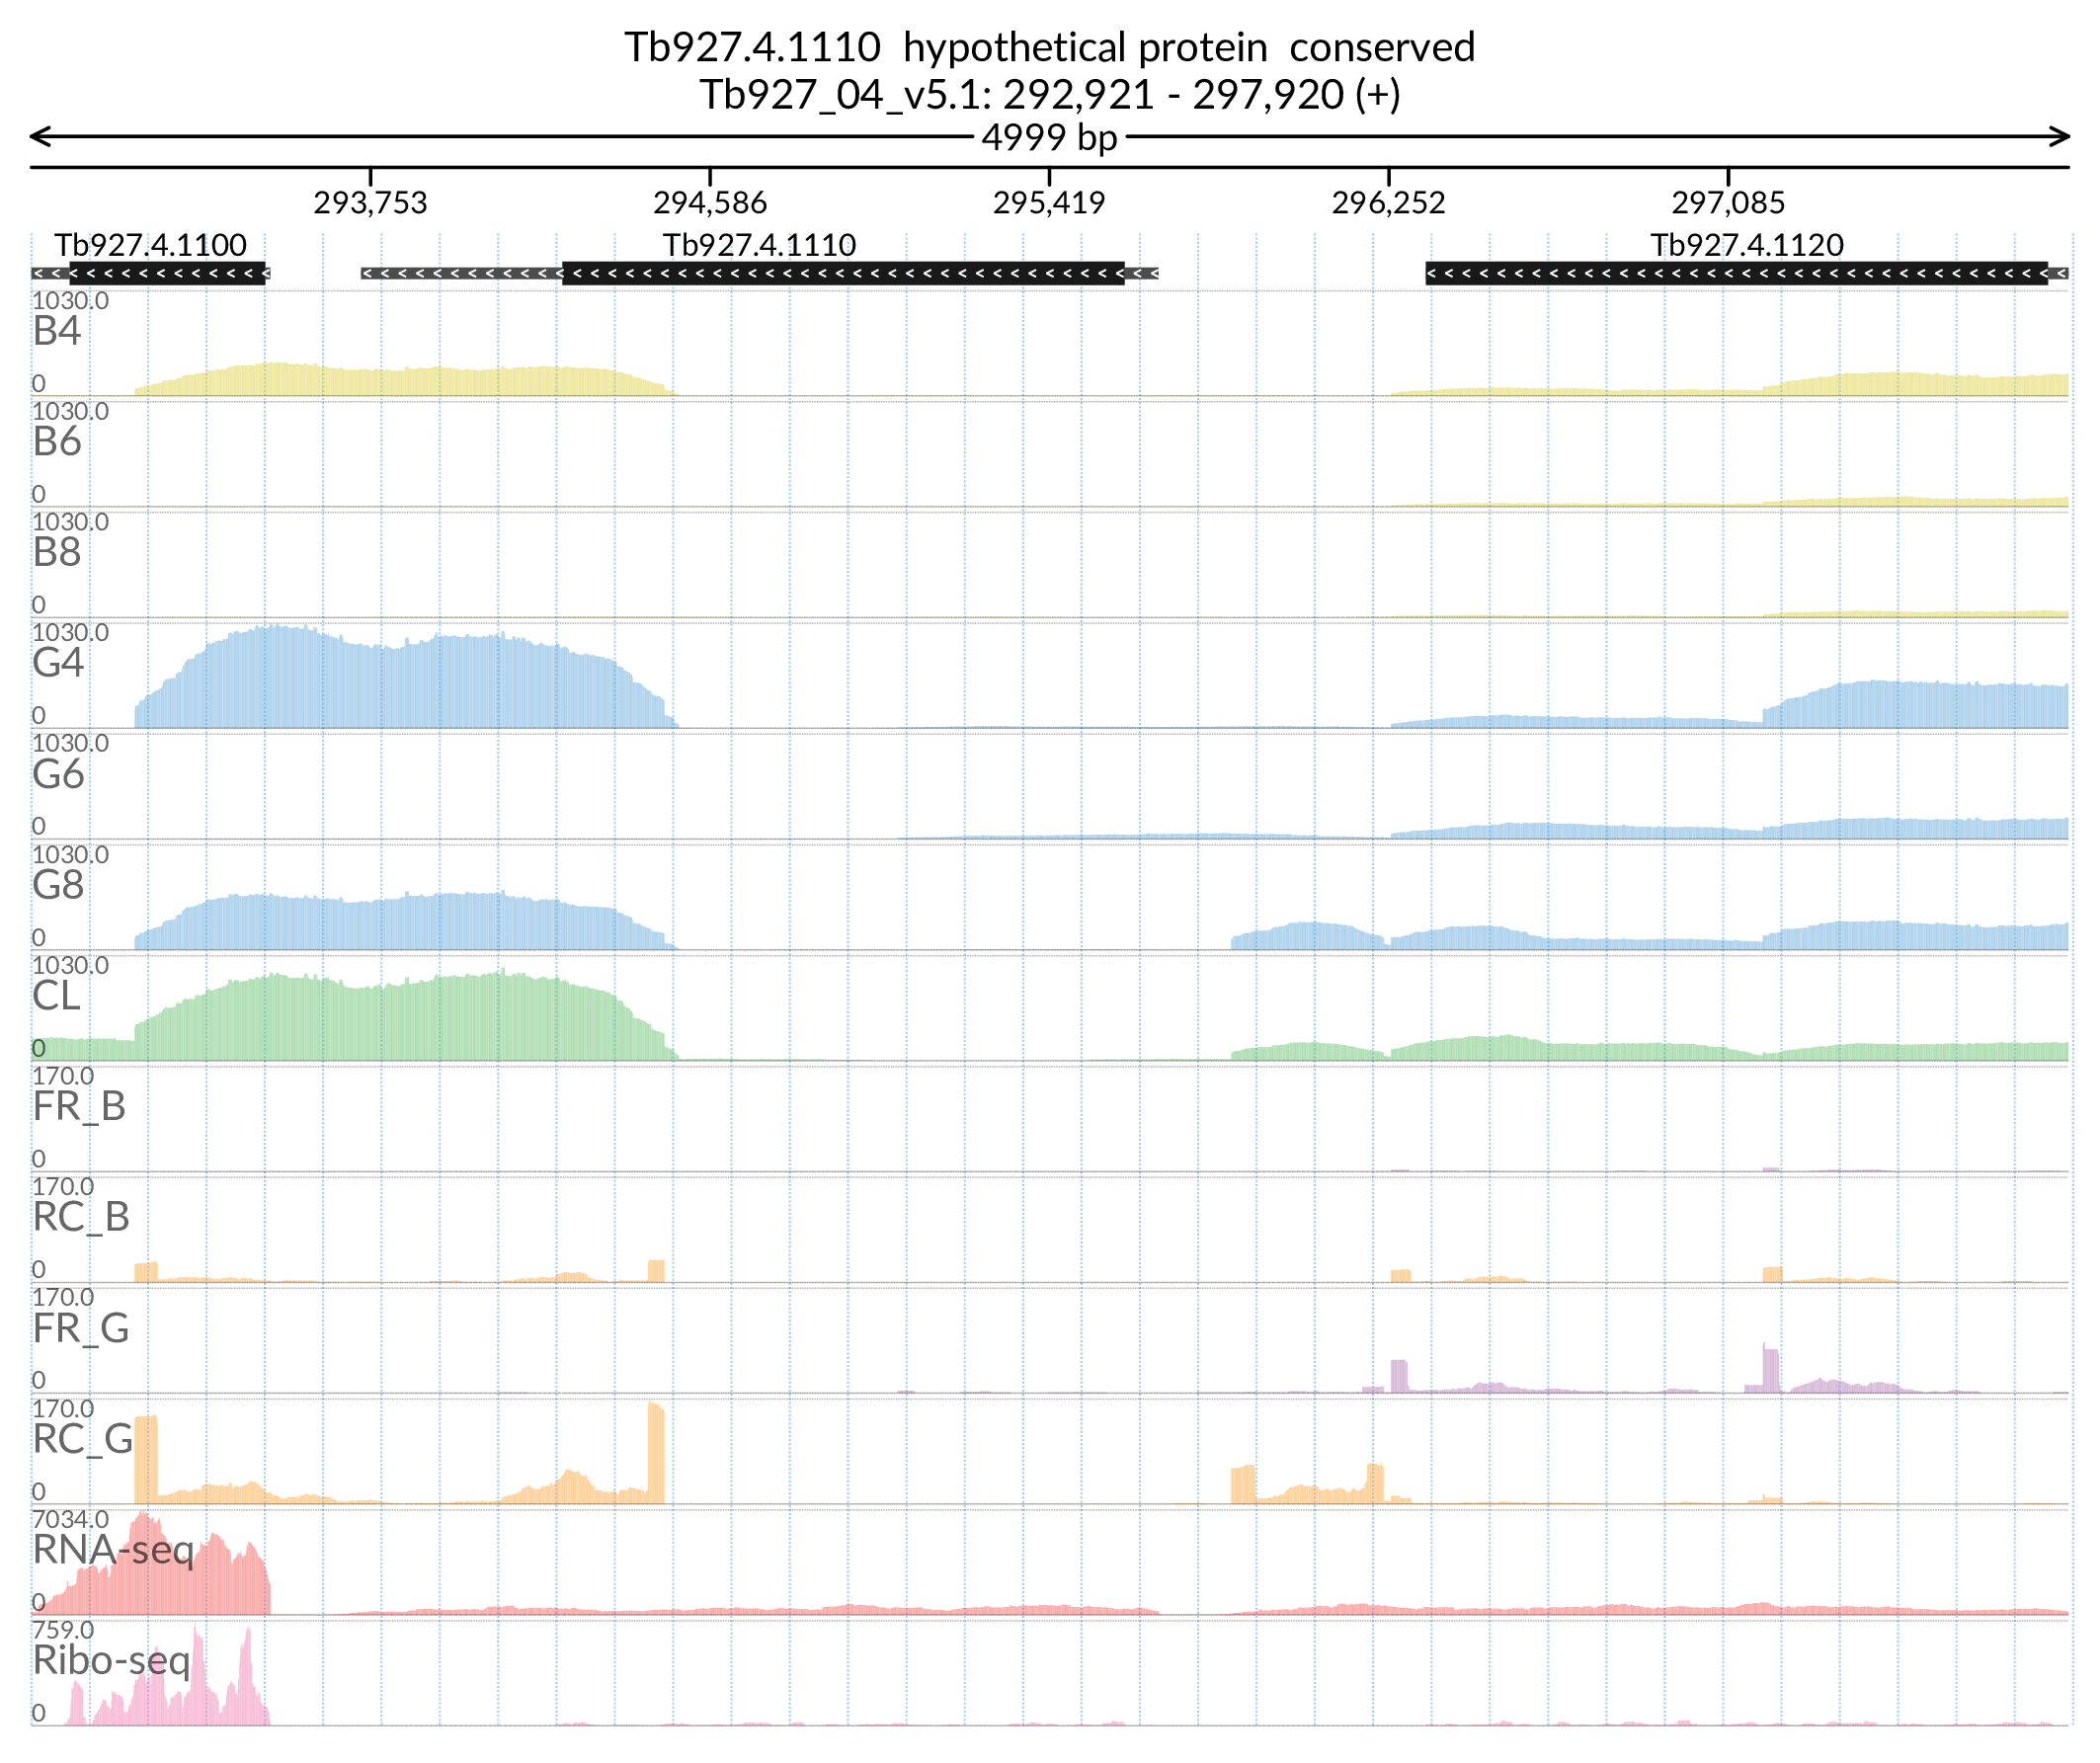 Tb927.4.1110 hypothetical protein conserved
Tb927_04_v5.1: 292,921 - 297,920 (+)
4999 bp
293,753 294,586 295,419 296,252 297,085
Tb927.4.1100 Tb927.4.1110 Tb927.4.1120
1030.0
B4
0
1030.0
B6
0
1030.0
B8
0
1030.0
G4
0
1030.0
G6
0
1030.0
G8
0
1030.0
CL
0
170.0
FR_B
0
170.0
RC_B
0
170.0
FR_G
0
170.0
RC_G
0
7034.0
RNA-seq
0
759.0
Ribo-seq
0